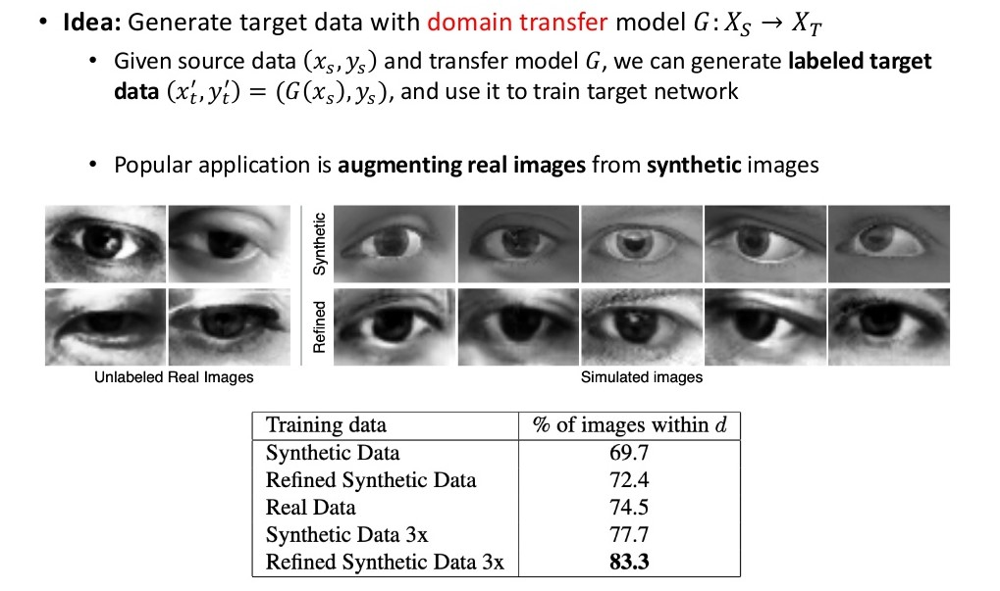 • Idea: Generate target data with domain transfer model G: X_S → X_T
• Given source data (x_s, y_s) and transfer model G, we can generate labeled target
data (x′_t, y′_t) = (G(x_s), y_s), and use it to train target network
• Popular application is augmenting real images from synthetic images
Synthetic
Refined
Unlabeled Real Images
Simulated images
Training data % of images within d
Synthetic Data 69.7
Refined Synthetic Data 72.4
Real Data 74.5
Synthetic Data 3x 77.7
Refined Synthetic Data 3x 83.3